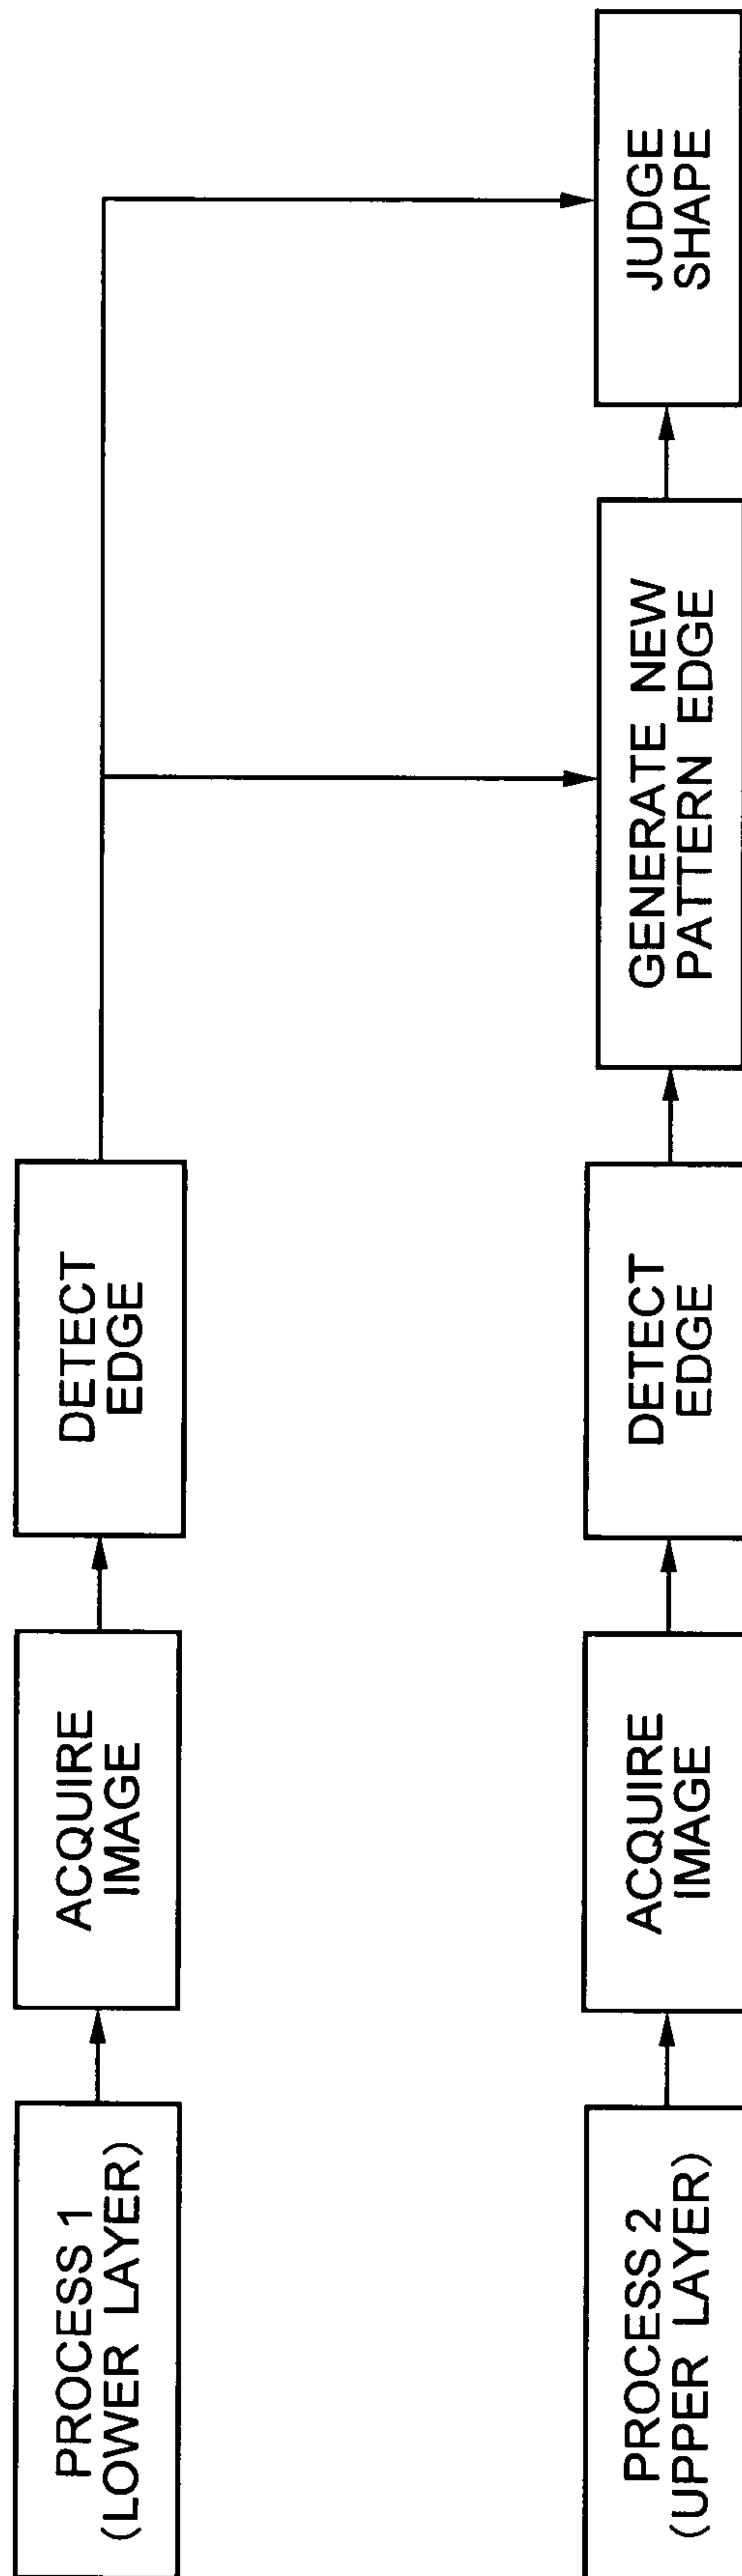 PROCESS 1
(LOWER LAYER)
ACQUIRE
IMAGE
DETECT
EDGE
PROCESS 2
(UPPER LAYER)
ACQUIRE
IMAGE
DETECT
EDGE
GENERATE NEW
PATTERN EDGE
JUDGE
SHAPE